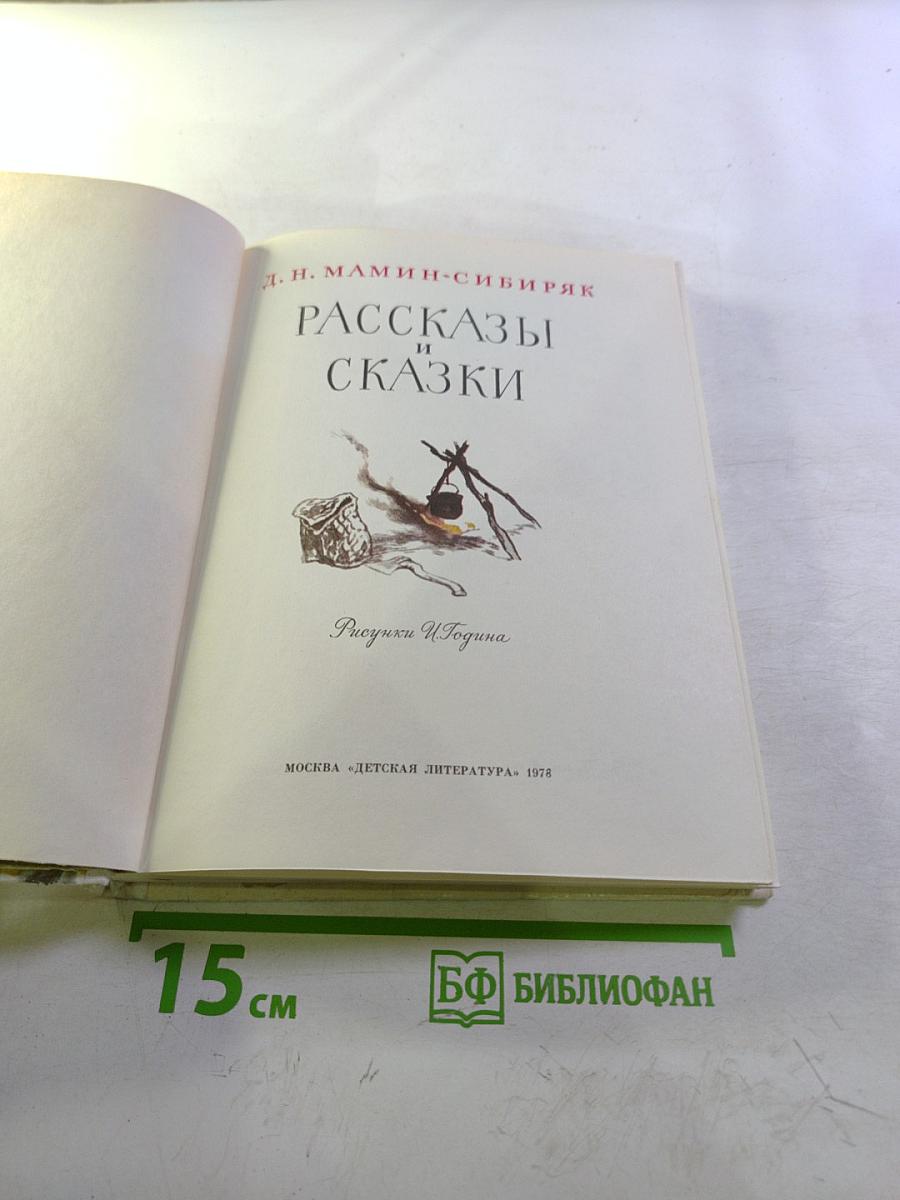 Д. Н. МАМИН-СИБИРЯК
РАССКАЗЫ
И
СКАЗКИ
Рисунки И. Година
МОСКВА «ДЕТСКАЯ ЛИТЕРАТУРА» 1978
15 см
БФ БИБЛИОФАН